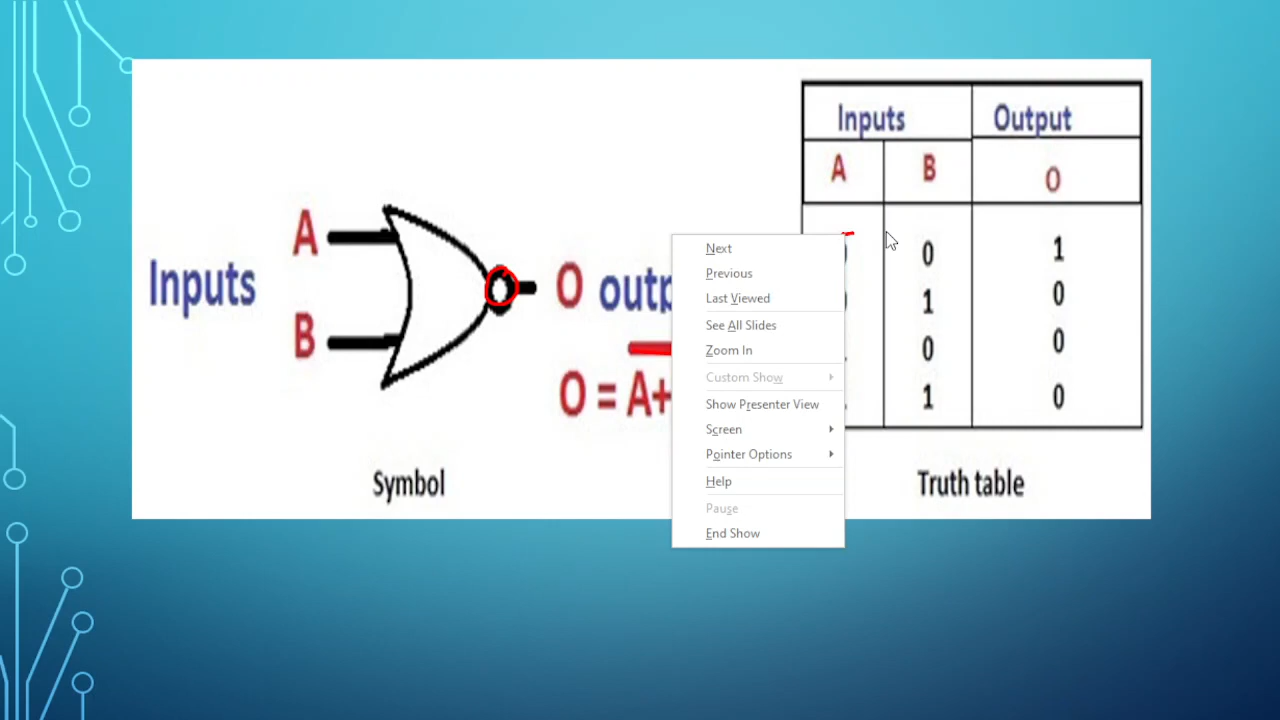 Inputs Output
A B O
A
Inputs
B
O
O = A+
0 1
1 0
0 0
1 0
Symbol
Truth table
Next
Previous
Last Viewed
See All Slides
Zoom In
Custom Show
Show Presenter View
Screen
Pointer Options
Help
Pause
End Show